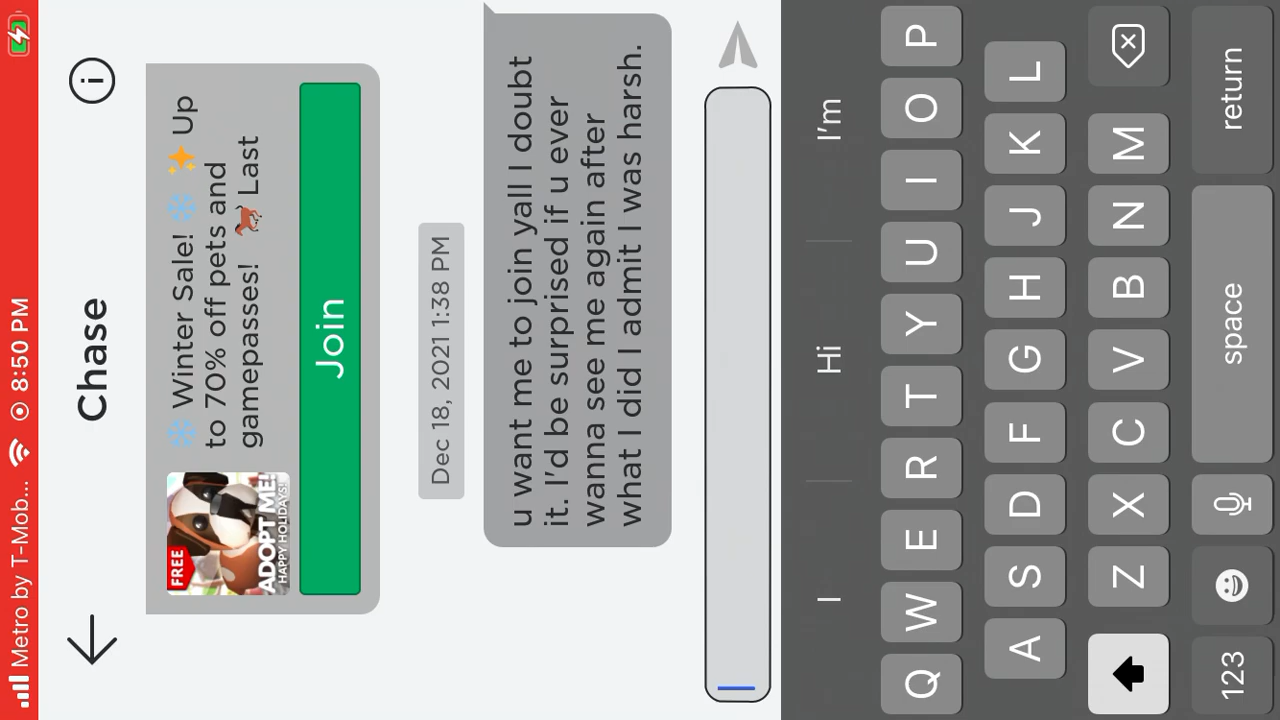 Metro by T-Mob... 8:50 PM
Chase
FREE
ADOPT ME!
HAPPY HOLIDAYS!
❄️ Winter Sale! ❄️ ✨ Up
to 70% off pets and
gamepasses! 🐎 Last
Join
Dec 18, 2021 1:38 PM
u want me to join yall I doubt
it. I'd be surprised if u ever
wanna see me again after
what I did I admit I was harsh.
I Hi I'm
Q W E R T Y U I O P
A S D F G H J K L
Z X C V B N M
123 space return